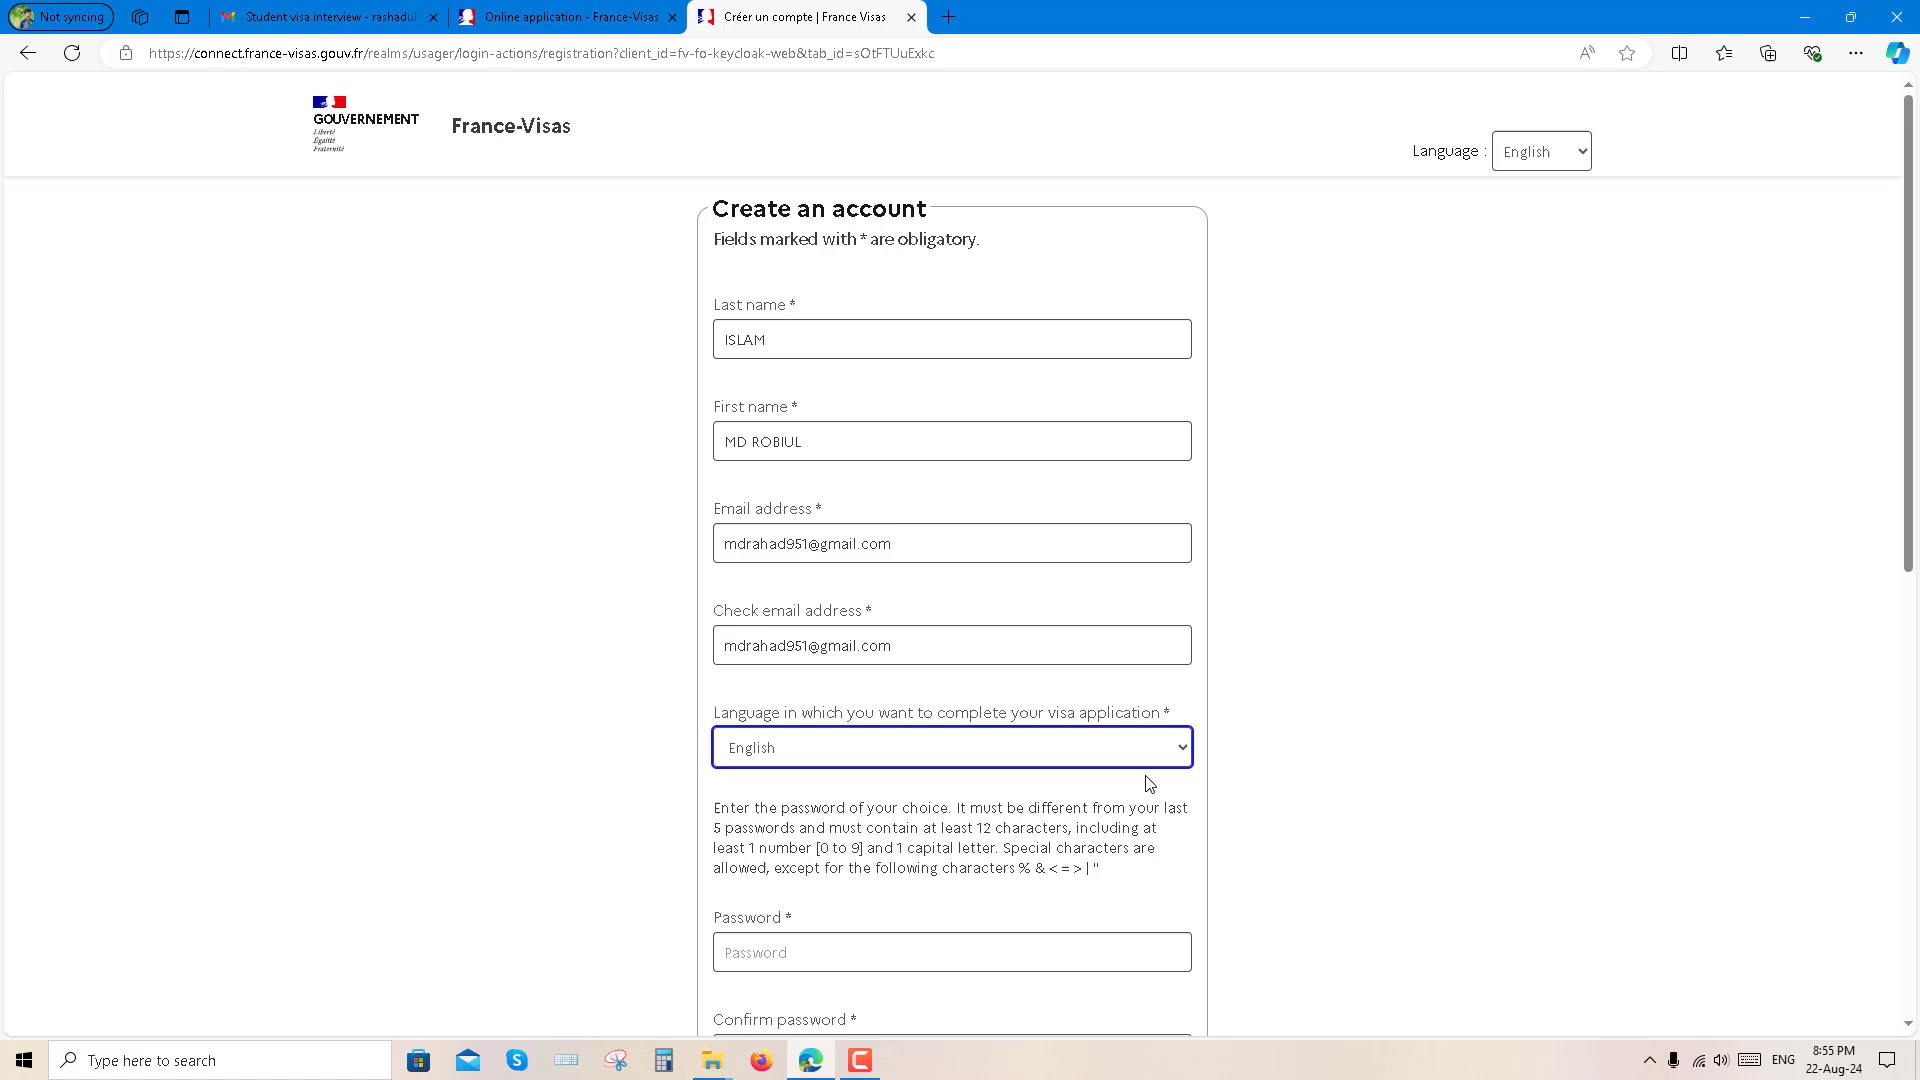 Not syncing
Student visa interview - rashadul
Online application - France-Visas
Créer un compte | France Visas
https://connect.france-visas.gouv.fr/realms/usager/login-actions/registration?client_id=fv-fo-keycloak-web&tab_id=sOtFTUuExkc
GOUVERNEMENT
Liberté
Égalité
Fraternité
France-Visas
Language :
English
Create an account
Fields marked with * are obligatory.
Last name *
ISLAM
First name *
MD ROBIUL
Email address *
mdrahad951@gmail.com
Check email address *
mdrahad951@gmail.com
Language in which you want to complete your visa application *
English
Enter the password of your choice. It must be different from your last
5 passwords and must contain at least 12 characters, including at
least 1 number [0 to 9] and 1 capital letter. Special characters are
allowed, except for the following characters % & < = > | "
Password *
Password
Confirm password *
Type here to search
ENG
8:55 PM
22-Aug-24